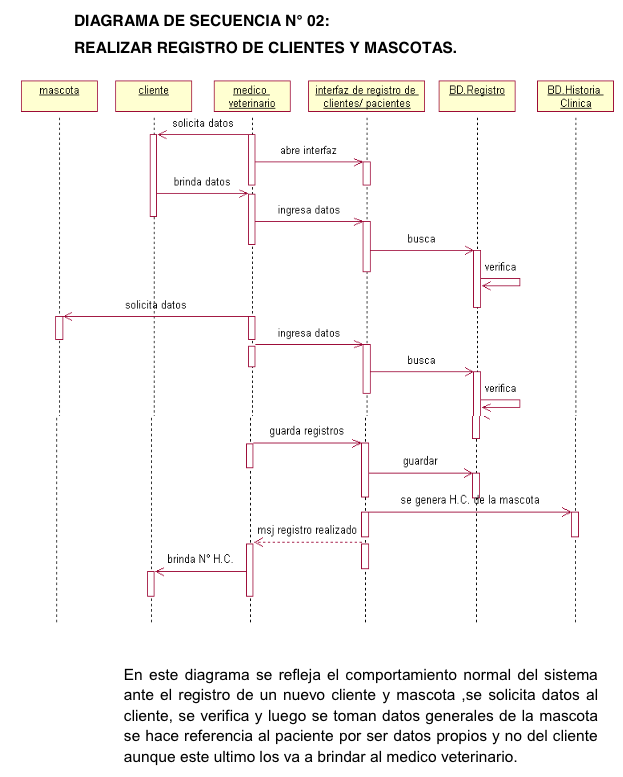 DIAGRAMA DE SECUENCIA N° 02:
REALIZAR REGISTRO DE CLIENTES Y MASCOTAS.
mascota
cliente
medico
veterinario
interfaz de registro de
clientes/ pacientes
BD.Registro
BD.Historia
Clinica
solicita datos
abre interfaz
brinda datos
ingresa datos
busca
verifica
solicita datos
ingresa datos
busca
verifica
guarda registros
guardar
se genera H.C. de la mascota
msj registro realizado
brinda N° H.C.
En este diagrama se refleja el comportamiento normal del sistema
ante el registro de un nuevo cliente y mascota ,se solicita datos al
cliente, se verifica y luego se toman datos generales de la mascota
se hace referencia al paciente por ser datos propios y no del cliente
aunque este ultimo los va a brindar al medico veterinario.